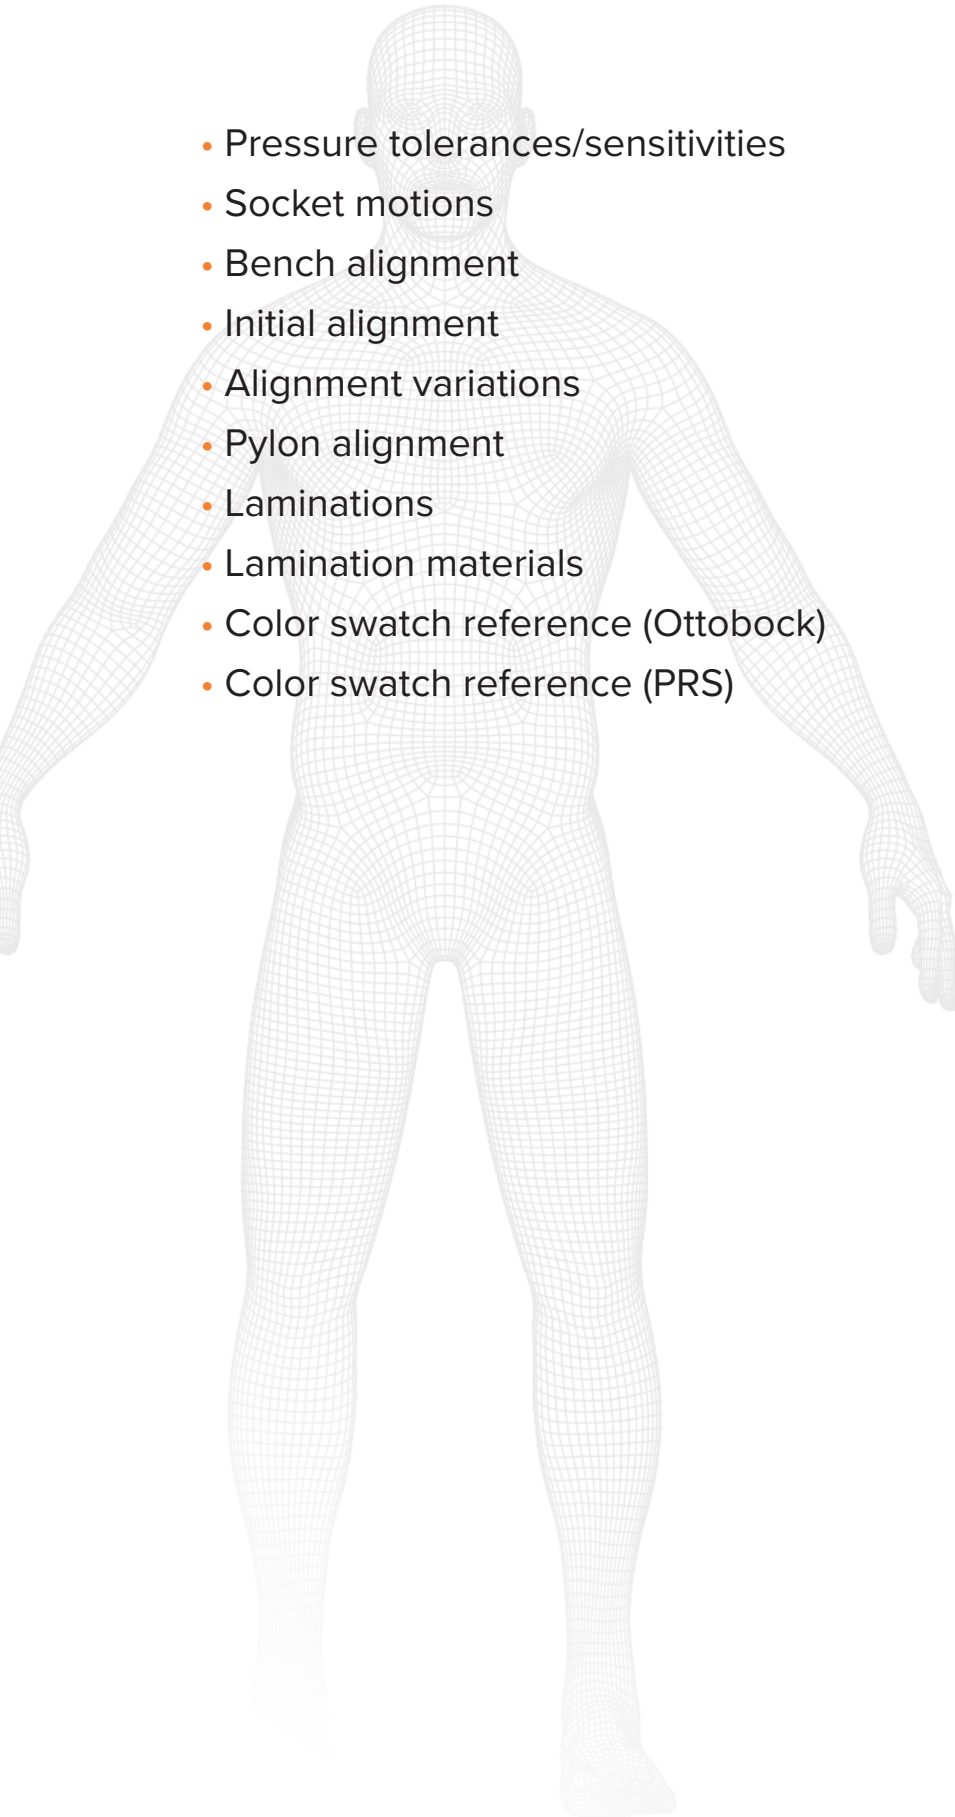 • Pressure tolerances/sensitivities
• Socket motions
• Bench alignment
• Initial alignment
• Alignment variations
• Pylon alignment
• Laminations
• Lamination materials
• Color swatch reference (Ottobock)
• Color swatch reference (PRS)